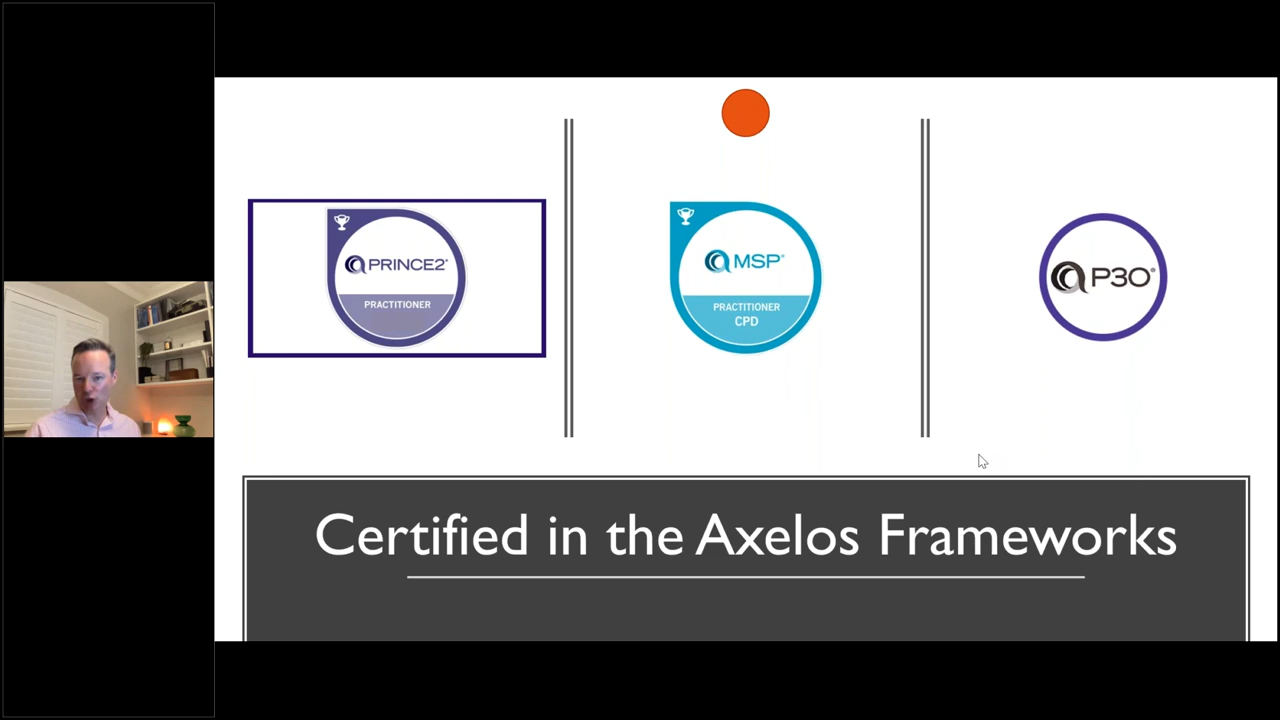 PRINCE2®
PRACTITIONER
MSP®
PRACTITIONER
CPD
P3O®
Certified in the Axelos Frameworks